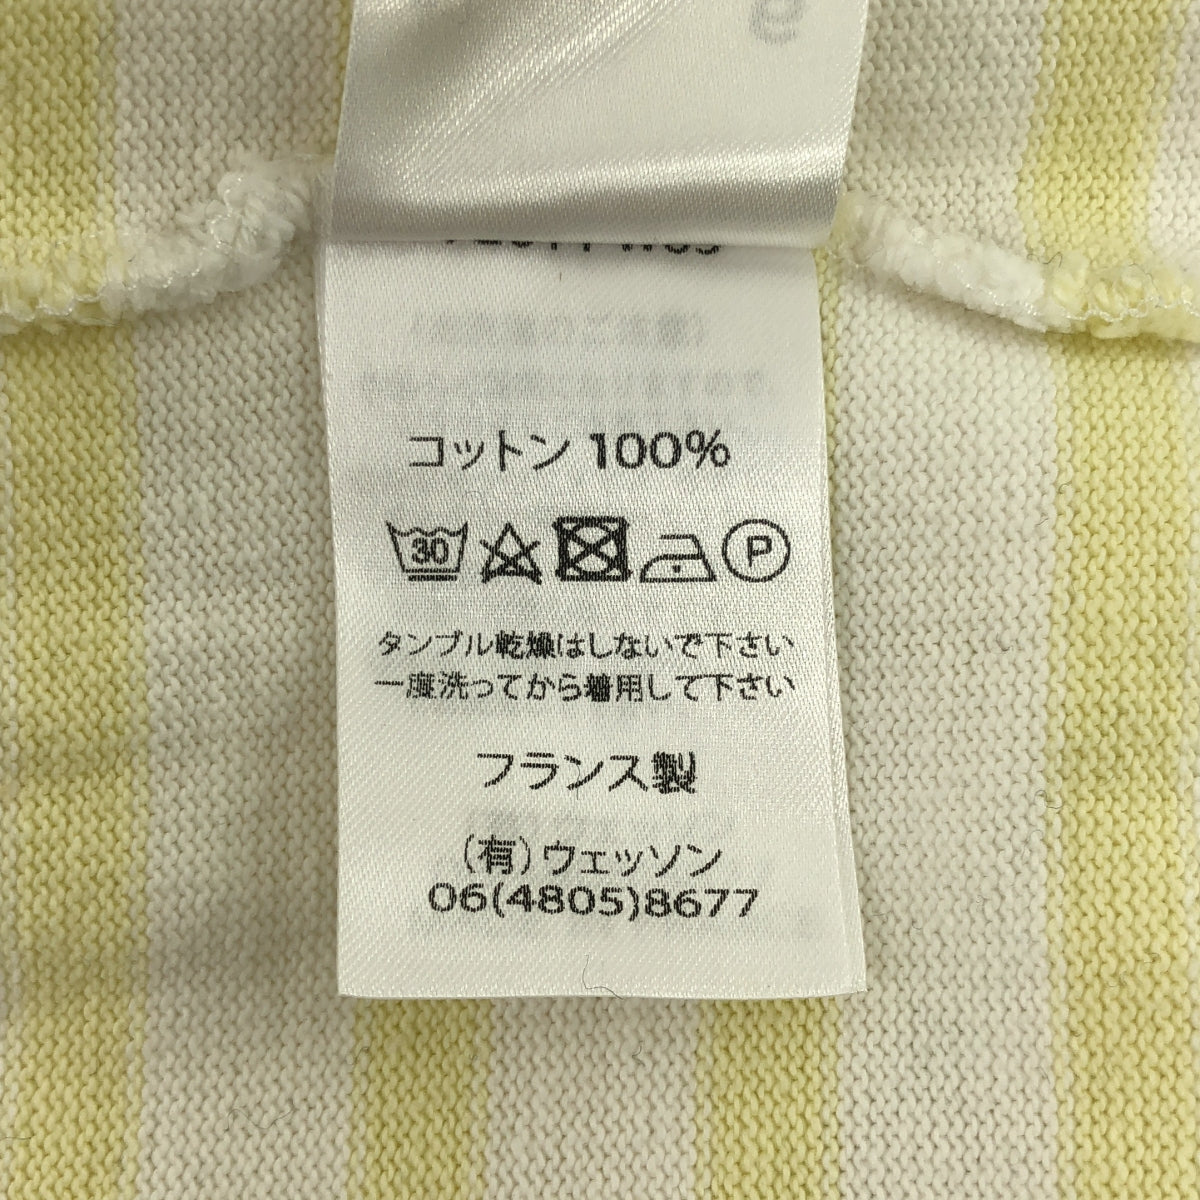 コットン 100%
30 P
タンブル乾燥はしないで下さい
一度洗ってから着用して下さい
フランス製
(有)ウェッソン
06(4805)8677